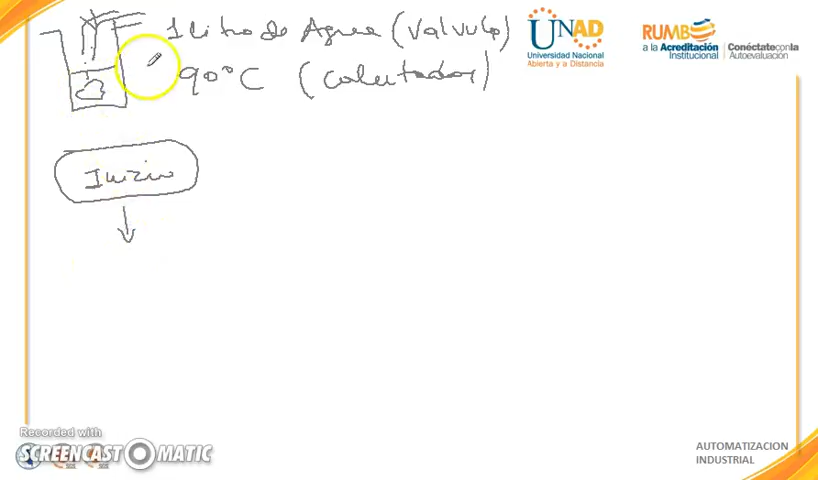 1 Litro de Agua (Valvula)
90°C (Calentador)
Inicio
UNAD
Universidad Nacional
Abierta y a Distancia
RUMBO
a la Acreditación
Institucional
Conéctate con la
Autoevaluación
Recorded with
SCREENCAST-O-MATIC
AUTOMATIZACION
INDUSTRIAL